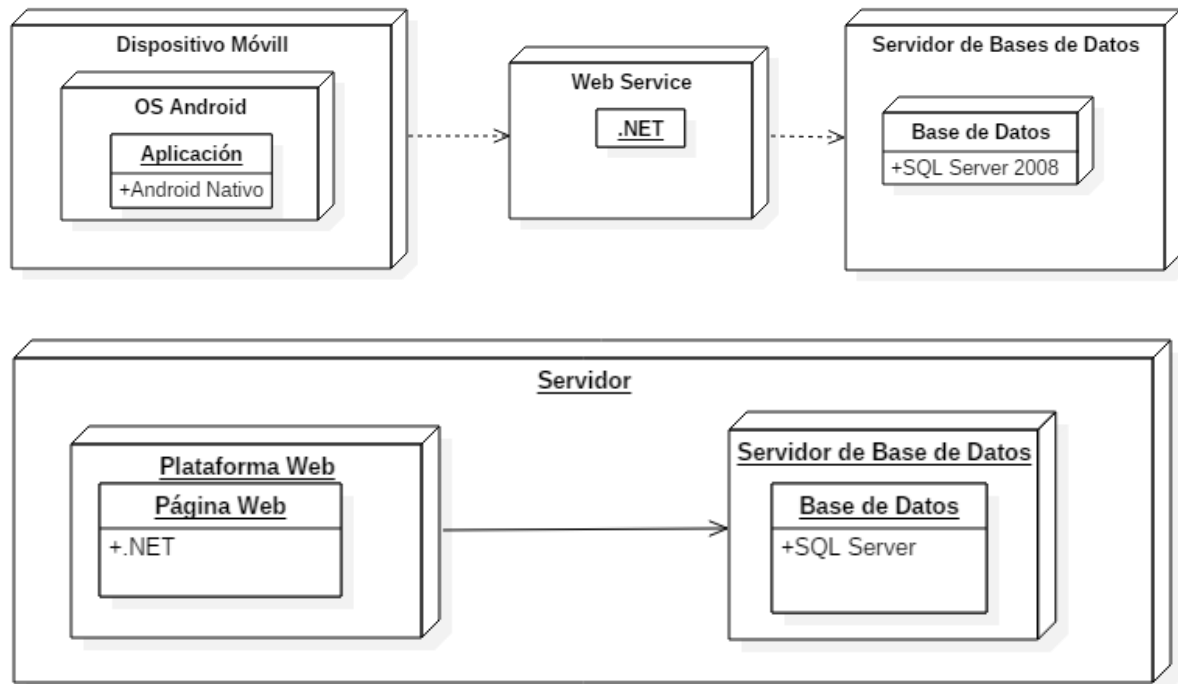 Dispositivo Móvill
OS Android
Aplicación
+Android Nativo
Web Service
.NET
Servidor de Bases de Datos
Base de Datos
+SQL Server 2008
Servidor
Plataforma Web
Página Web
+.NET
Servidor de Base de Datos
Base de Datos
+SQL Server